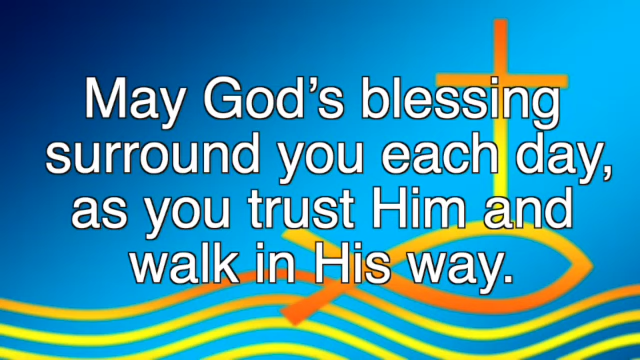 May God’s blessing
surround you each day,
as you trust Him and
walk in His way.